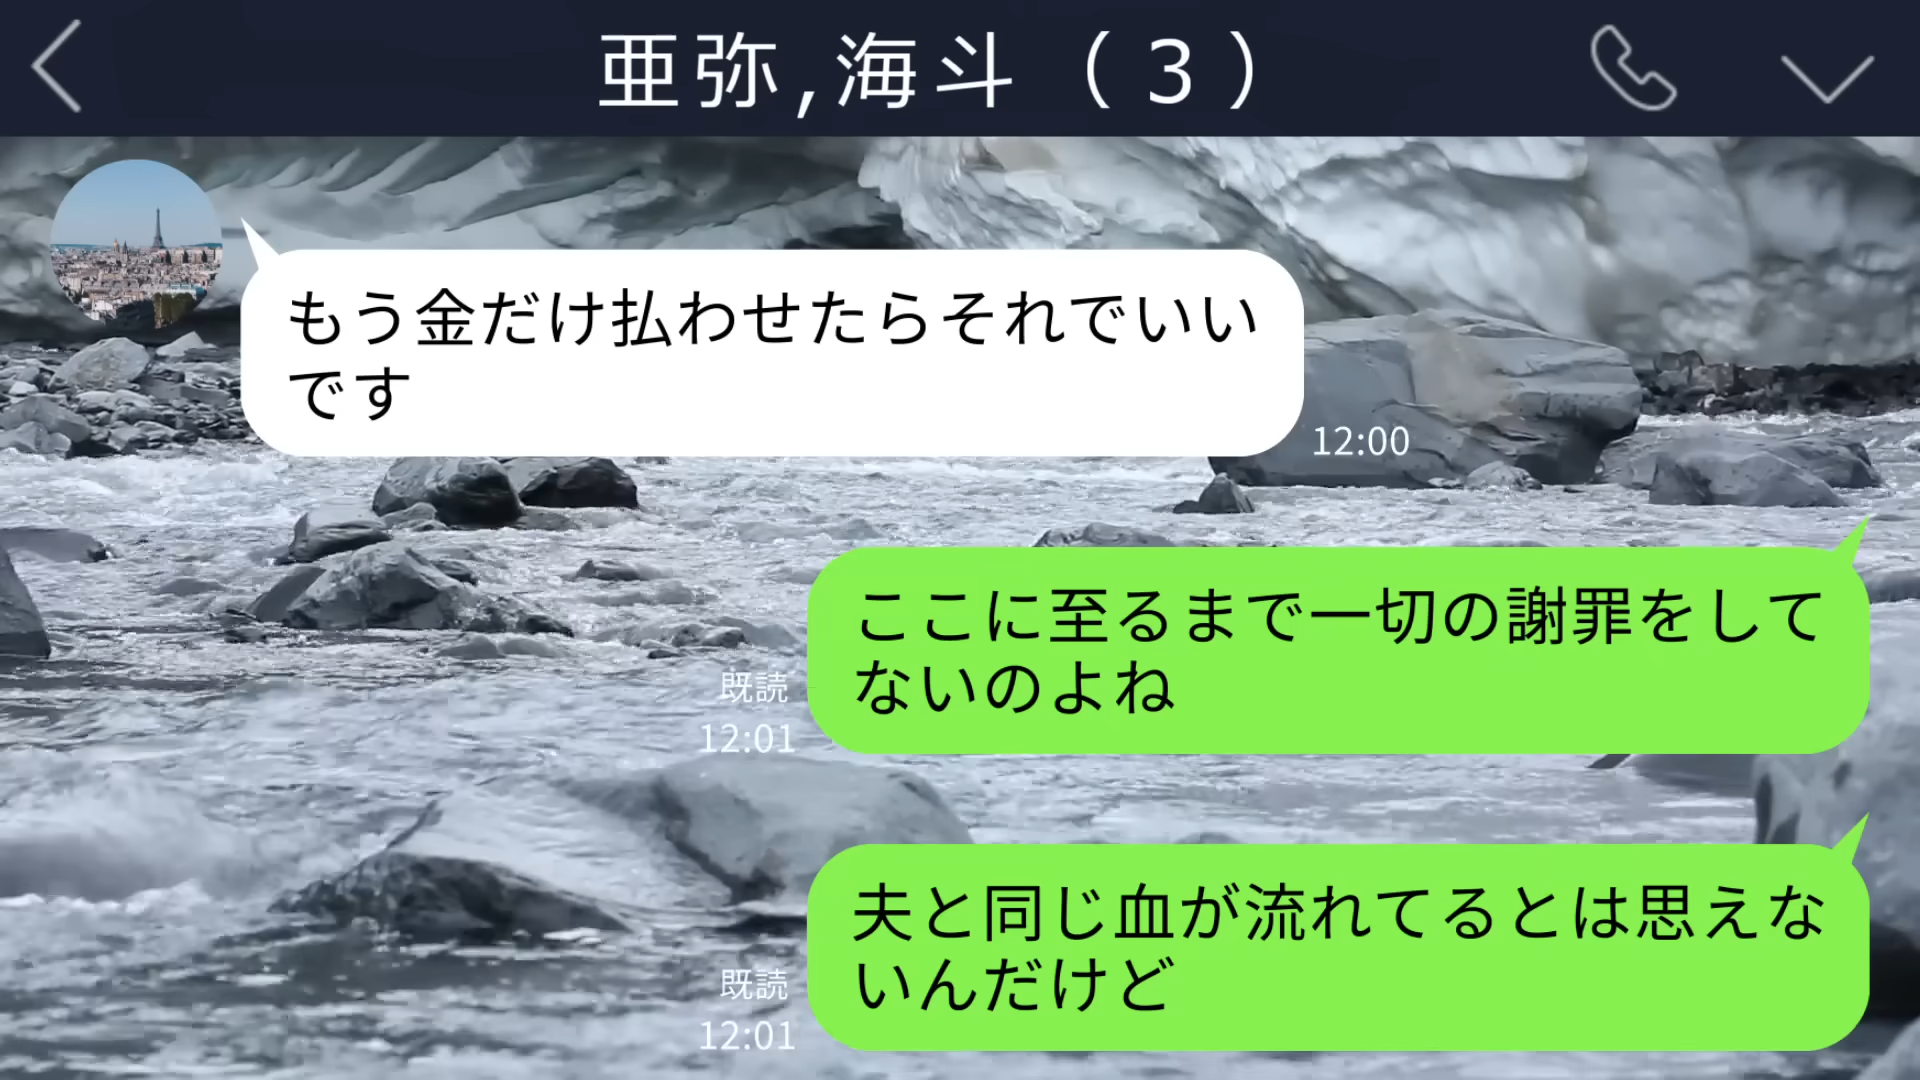 亜弥,海斗（3）
もう金だけ払わせたらそれでいい
です
12:00
ここに至るまで一切の謝罪をして
ないのよね
既読
12:01
夫と同じ血が流れてるとは思えな
いんだけど
既読
12:01